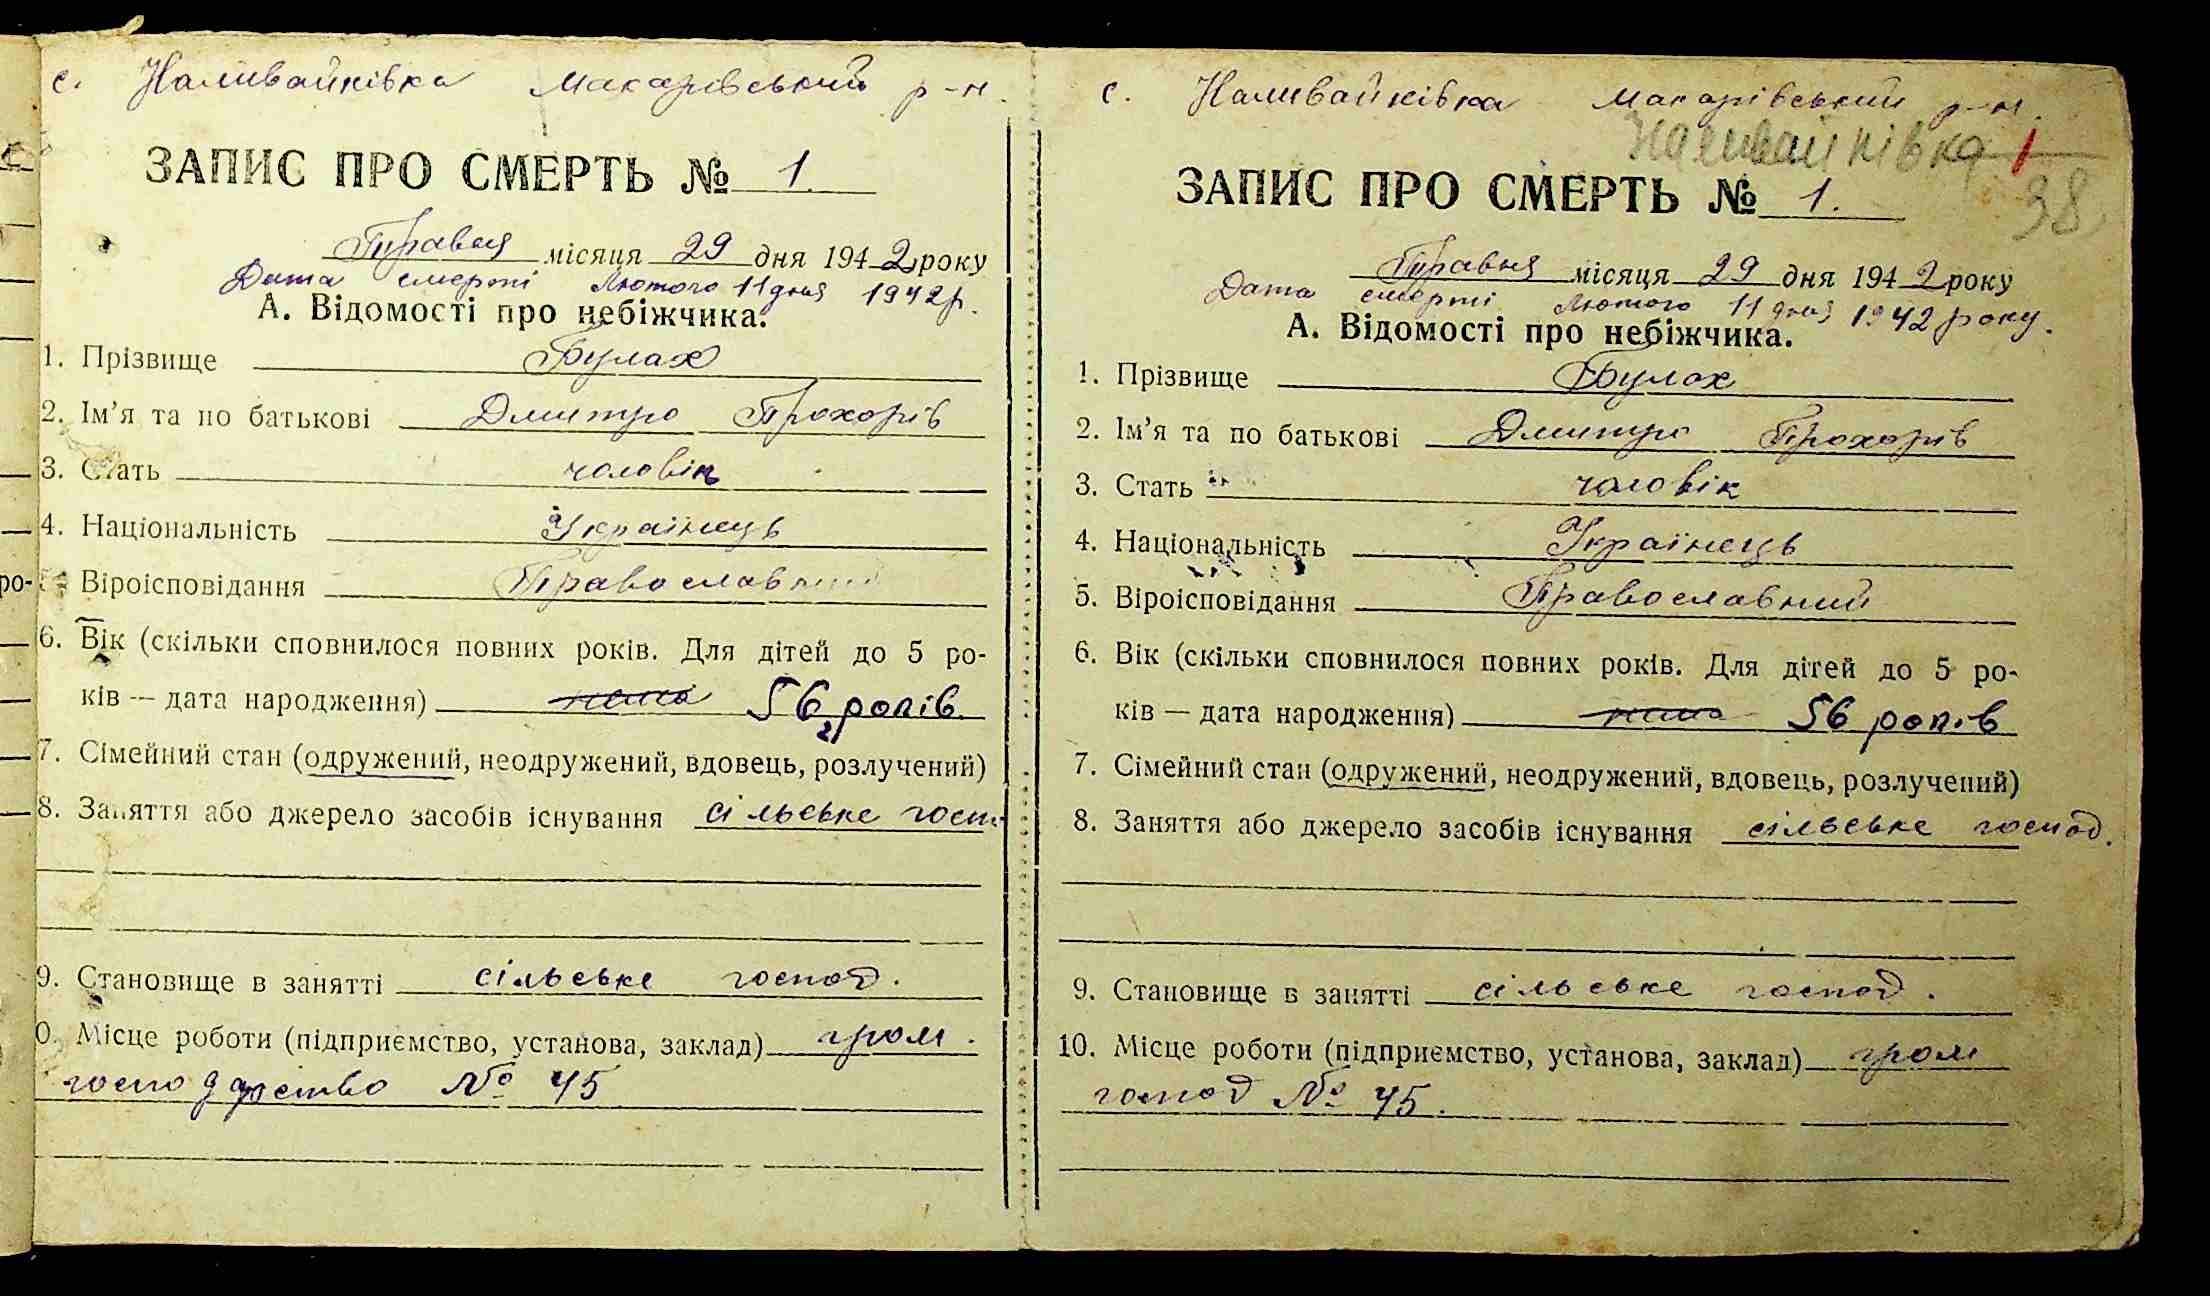 с. Наливайківка Макарівський р-н.
ЗАПИС ПРО СМЕРТЬ № 1.
Травня місяця 29 дня 1942 року
Дата смерті Лютого 11 дня 1942 р.
А. Відомості про небіжчика.
1. Прізвище Булах
2. Ім'я та по батькові Дмитро Прохорів
3. Стать чоловік
4. Національність Українець
Віроісповідання Православний
6. Вік (скільки сповнилося повних років. Для дітей до 5 ро-
ків — дата народження) 56 років
7. Сімейний стан (одружений, неодружений, вдовець, розлучений)
8. Заняття або джерело засобів існування сільське госп
9. Становище в занятті сільське господ.
0. Місце роботи (підприємство, установа, заклад) гром.
господарство № 45
ро-
с. Наливайківка Макарівський р-н.
Наливайківка 1
38
ЗАПИС ПРО СМЕРТЬ № 1.
Травня місяця 29 дня 1942 року
Дата смерті Лютого 11 дня 1942 року.
А. Відомості про небіжчика.
1. Прізвище Булах
2. Ім'я та по батькові Дмитро Прохорів
3. Стать чоловік
4. Національність Українець
5. Віроісповідання Православний
6. Вік (скільки сповнилося повних років. Для дітей до 5 ро-
ків — дата народження) 56 років
7. Сімейний стан (одружений, неодружений, вдовець, розлучений)
8. Заняття або джерело засобів існування сільське господ.
9. Становище в занятті сільське господ.
10. Місце роботи (підприємство, установа, заклад) гром
господ № 45.